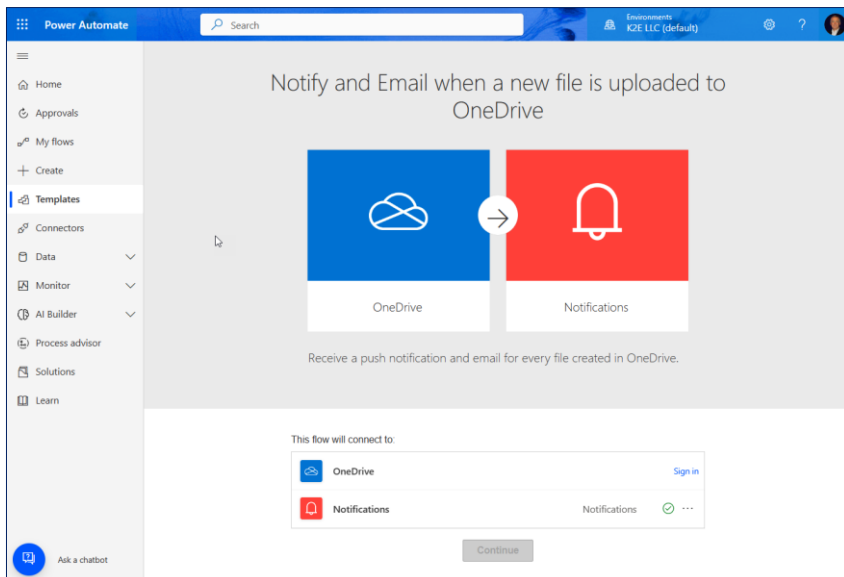 Power Automate
Search
Environments
K2E LLC (default)
?
Home
Approvals
My flows
Create
Templates
Connectors
Data
Monitor
AI Builder
Process advisor
Solutions
Learn
Ask a chatbot
Notify and Email when a new file is uploaded to
OneDrive
OneDrive
Notifications
Receive a push notification and email for every file created in OneDrive.
This flow will connect to:
OneDrive
Sign in
Notifications
Notifications
Continue